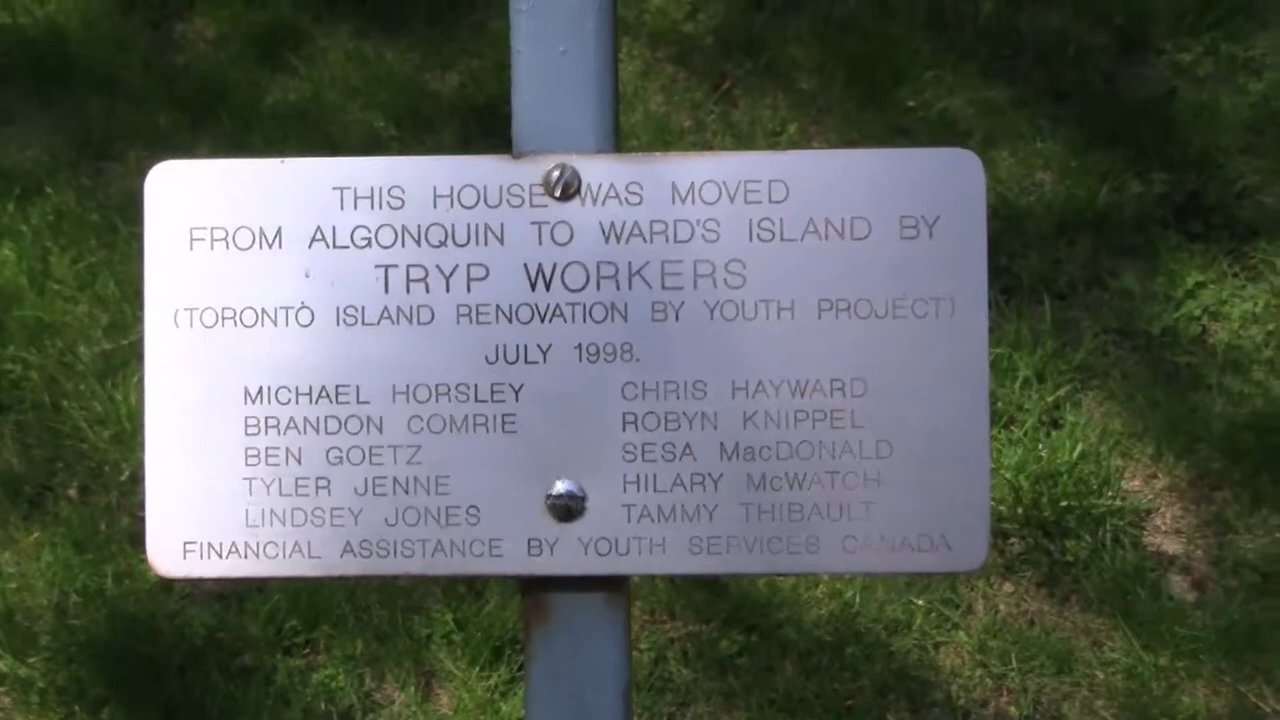 THIS HOUSE WAS MOVED
FROM ALGONQUIN TO WARD'S ISLAND BY
TRYP WORKERS
(TORONTO ISLAND RENOVATION BY YOUTH PROJECT)
JULY 1998.
MICHAEL HORSLEY
BRANDON COMRIE
BEN GOETZ
TYLER JENNE
LINDSEY JONES
CHRIS HAYWARD
ROBYN KNIPPEL
SESA MacDONALD
HILARY McWATCH
TAMMY THIBAULT
FINANCIAL ASSISTANCE BY YOUTH SERVICES CANADA